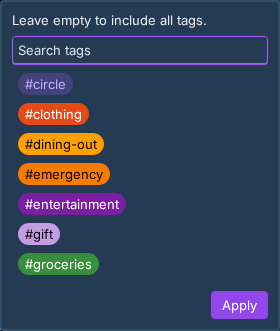 Leave empty to include all tags.
Search tags
#circle
#clothing
#dining-out
#emergency
#entertainment
#gift
#groceries
Apply